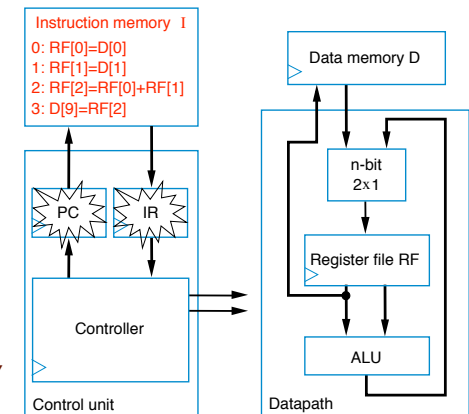 Instruction memory I
0: RF[0]=D[0]
1: RF[1]=D[1]
2: RF[2]=RF[0]+RF[1]
3: D[9]=RF[2]
PC
IR
Controller
Control unit
Data memory D
n-bit
2x1
Register file RF
ALU
Datapath